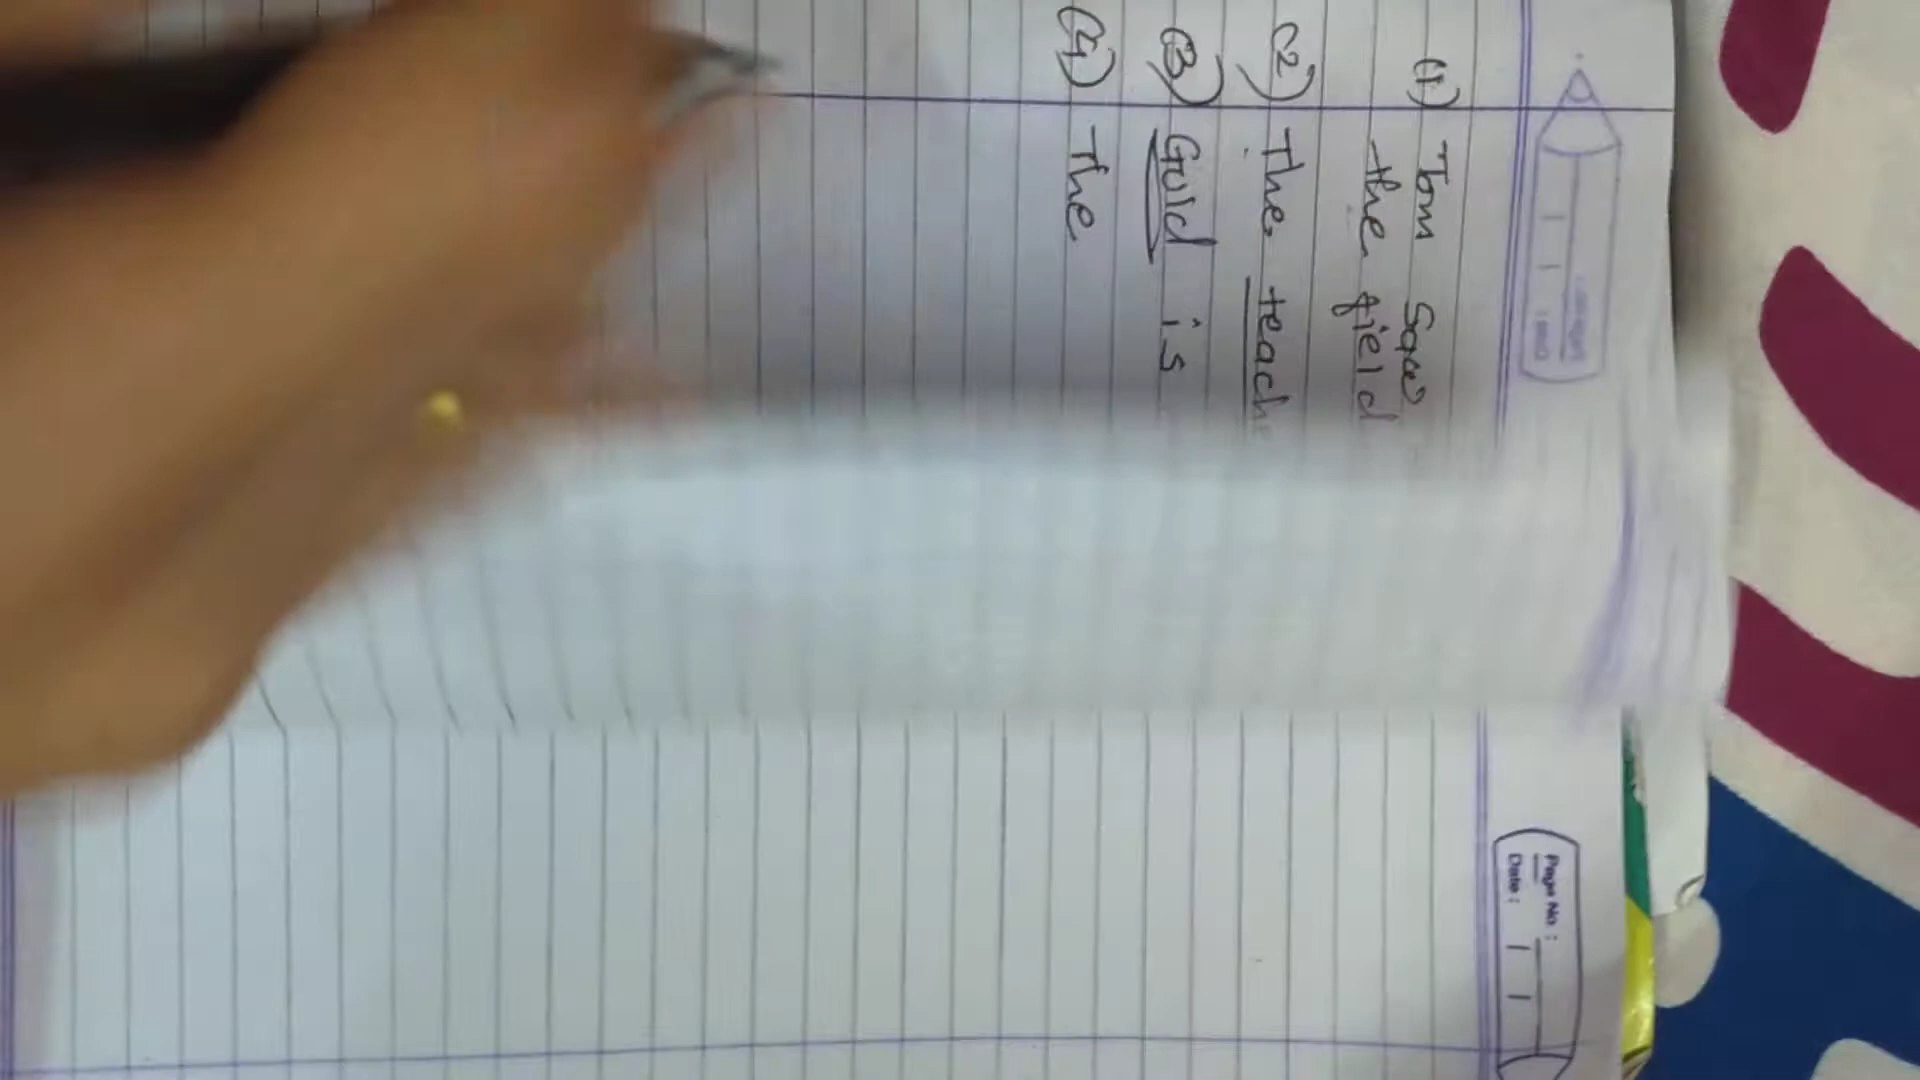 (1) Tom Saw
the field
(2) The teach
(3) Gold is
(4) The
Page No :
Date :